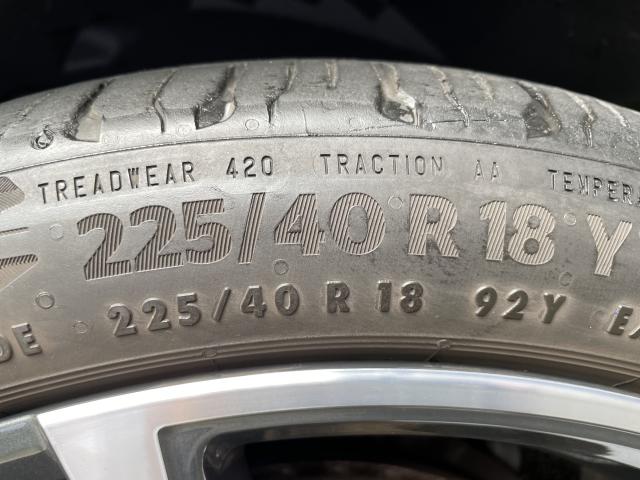 TREADWEAR 420 TRACTION AA
225/40 R 18 Y
225/40 R 18 92Y